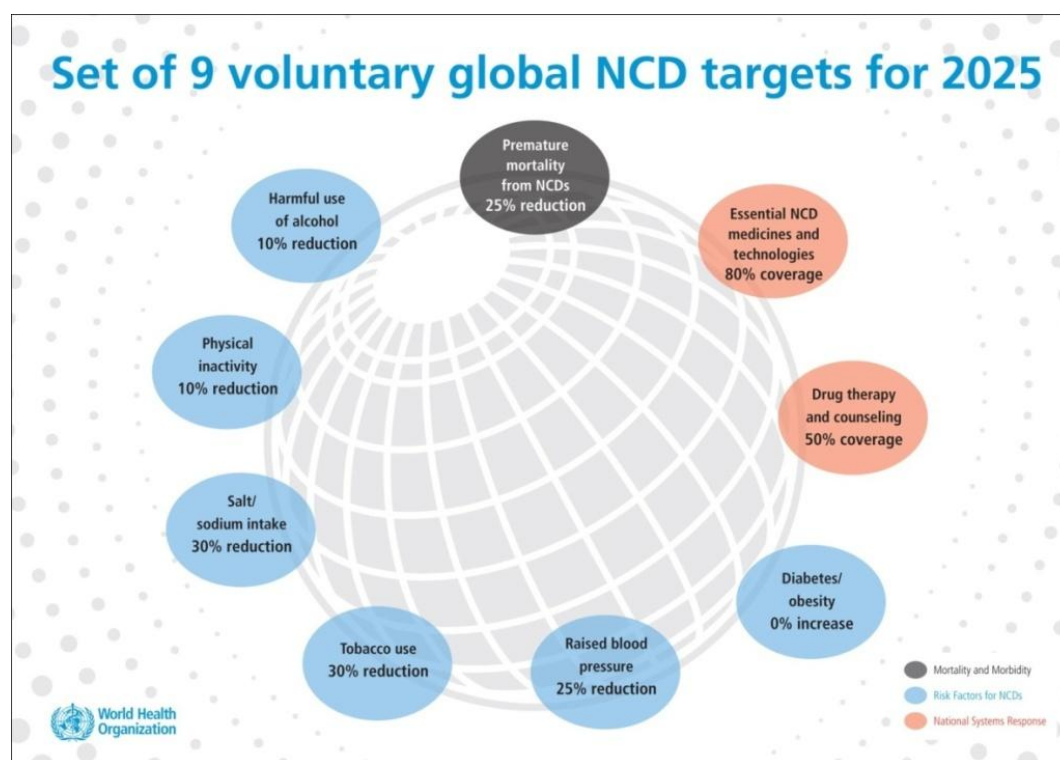 Set of 9 voluntary global NCD targets for 2025
Premature
mortality
from NCDs
25% reduction
Harmful use
of alcohol
10% reduction
Essential NCD
medicines and
technologies
80% coverage
Physical
inactivity
10% reduction
Drug therapy
and counseling
50% coverage
Salt/
sodium intake
30% reduction
Diabetes/
obesity
0% increase
Tobacco use
30% reduction
Raised blood
pressure
25% reduction
Mortality and Morbidity
Risk Factors for NCDs
National Systems Response
World Health
Organization